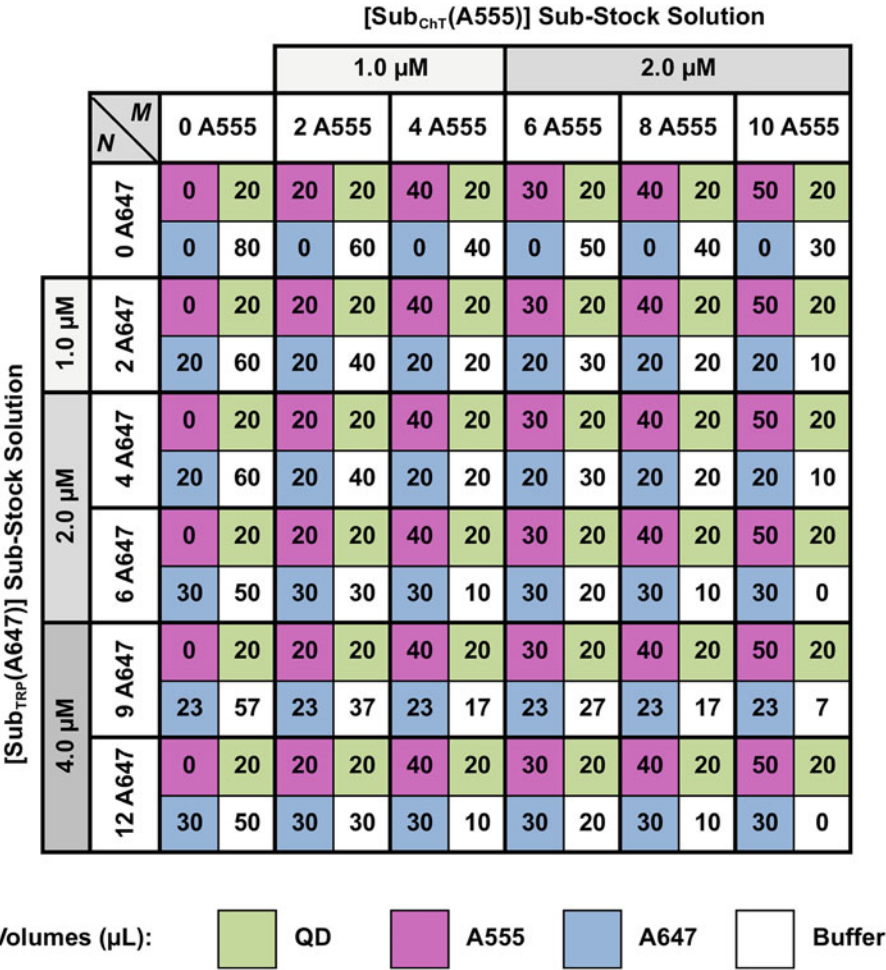 [SubChT(A555)] Sub-Stock Solution
1.0 µM 2.0 µM
M
N
0 A555 2 A555 4 A555 6 A555 8 A555 10 A555
[SubTRP(A647)] Sub-Stock Solution
0 A647
0 20 20 20 40 20 30 20 40 20 50 20
0 80 0 60 0 40 0 50 0 40 0 30
1.0 µM
2 A647
0 20 20 20 40 20 30 20 40 20 50 20
20 60 20 40 20 20 20 30 20 20 20 10
2.0 µM
4 A647
0 20 20 20 40 20 30 20 40 20 50 20
20 60 20 40 20 20 20 30 20 20 20 10
6 A647
0 20 20 20 40 20 30 20 40 20 50 20
30 50 30 30 30 10 30 20 30 10 30 0
4.0 µM
9 A647
0 20 20 20 40 20 30 20 40 20 50 20
23 57 23 37 23 17 23 27 23 17 23 7
12 A647
0 20 20 20 40 20 30 20 40 20 50 20
30 50 30 30 30 10 30 20 30 10 30 0
Volumes (µL): QD A555 A647 Buffer